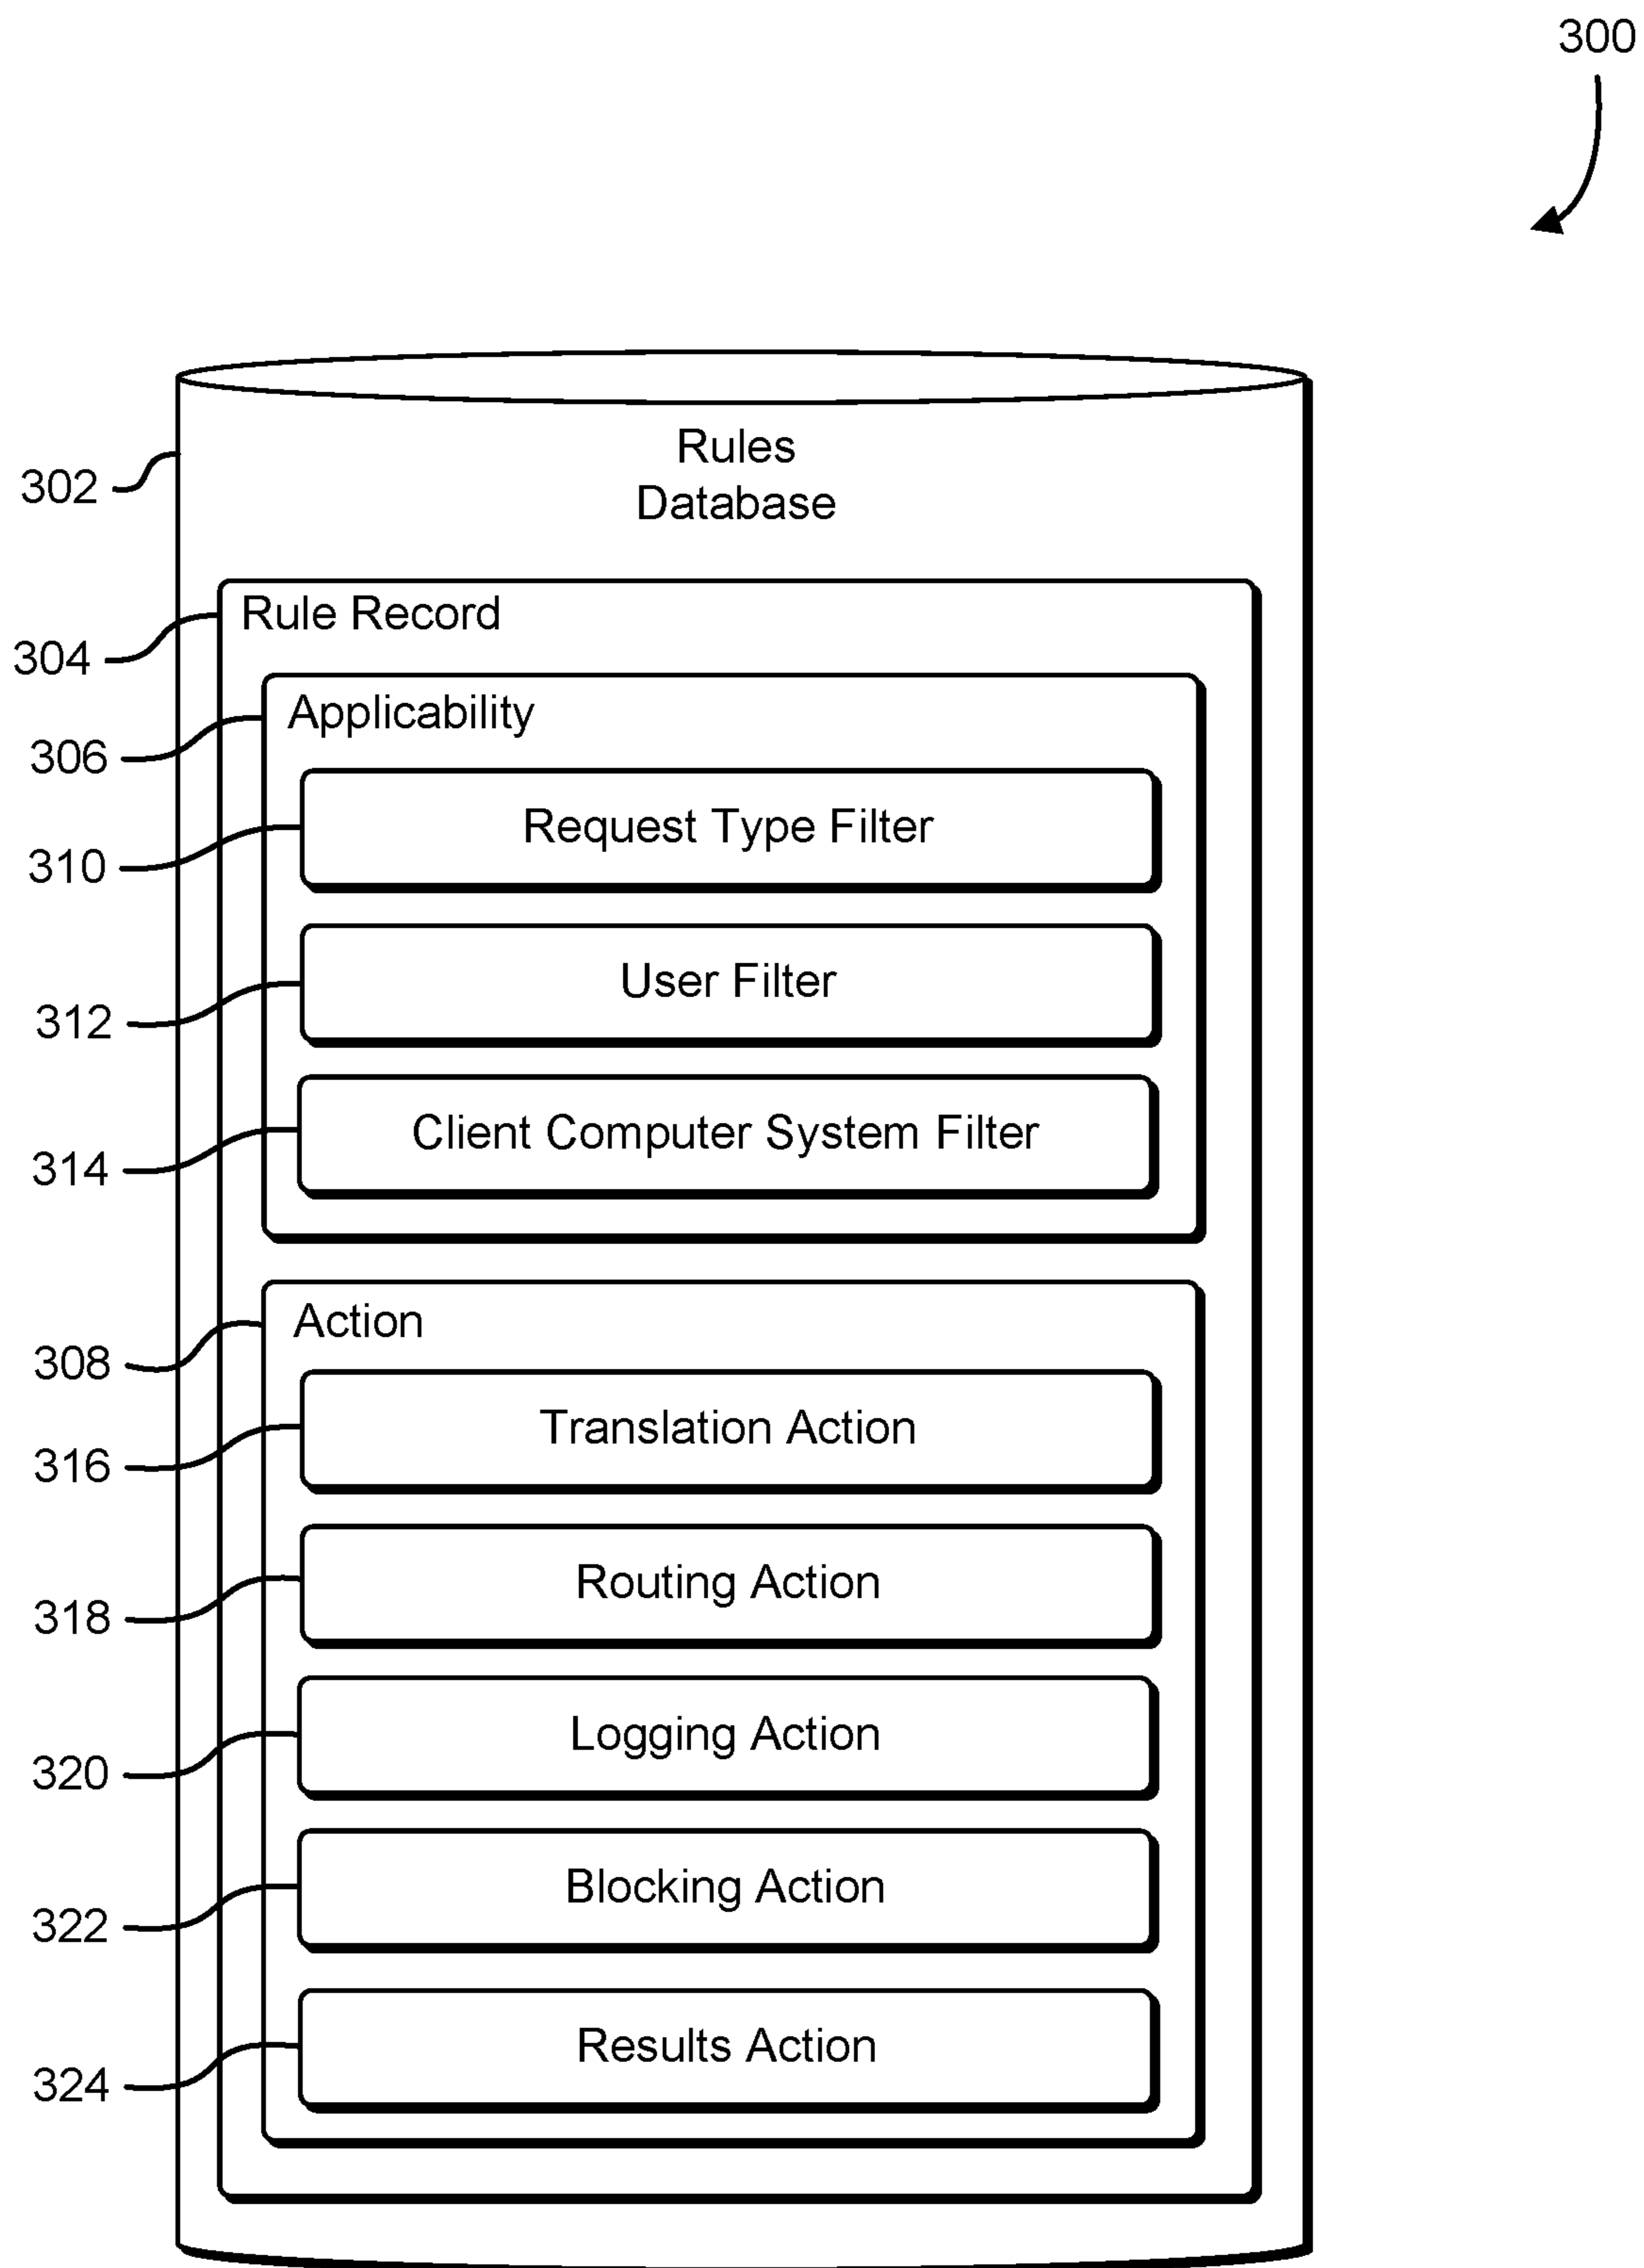 300
Rules
Database
302
Rule Record
304
Applicability
306
Request Type Filter
310
User Filter
312
Client Computer System Filter
314
Action
308
Translation Action
316
Routing Action
318
Logging Action
320
Blocking Action
322
Results Action
324